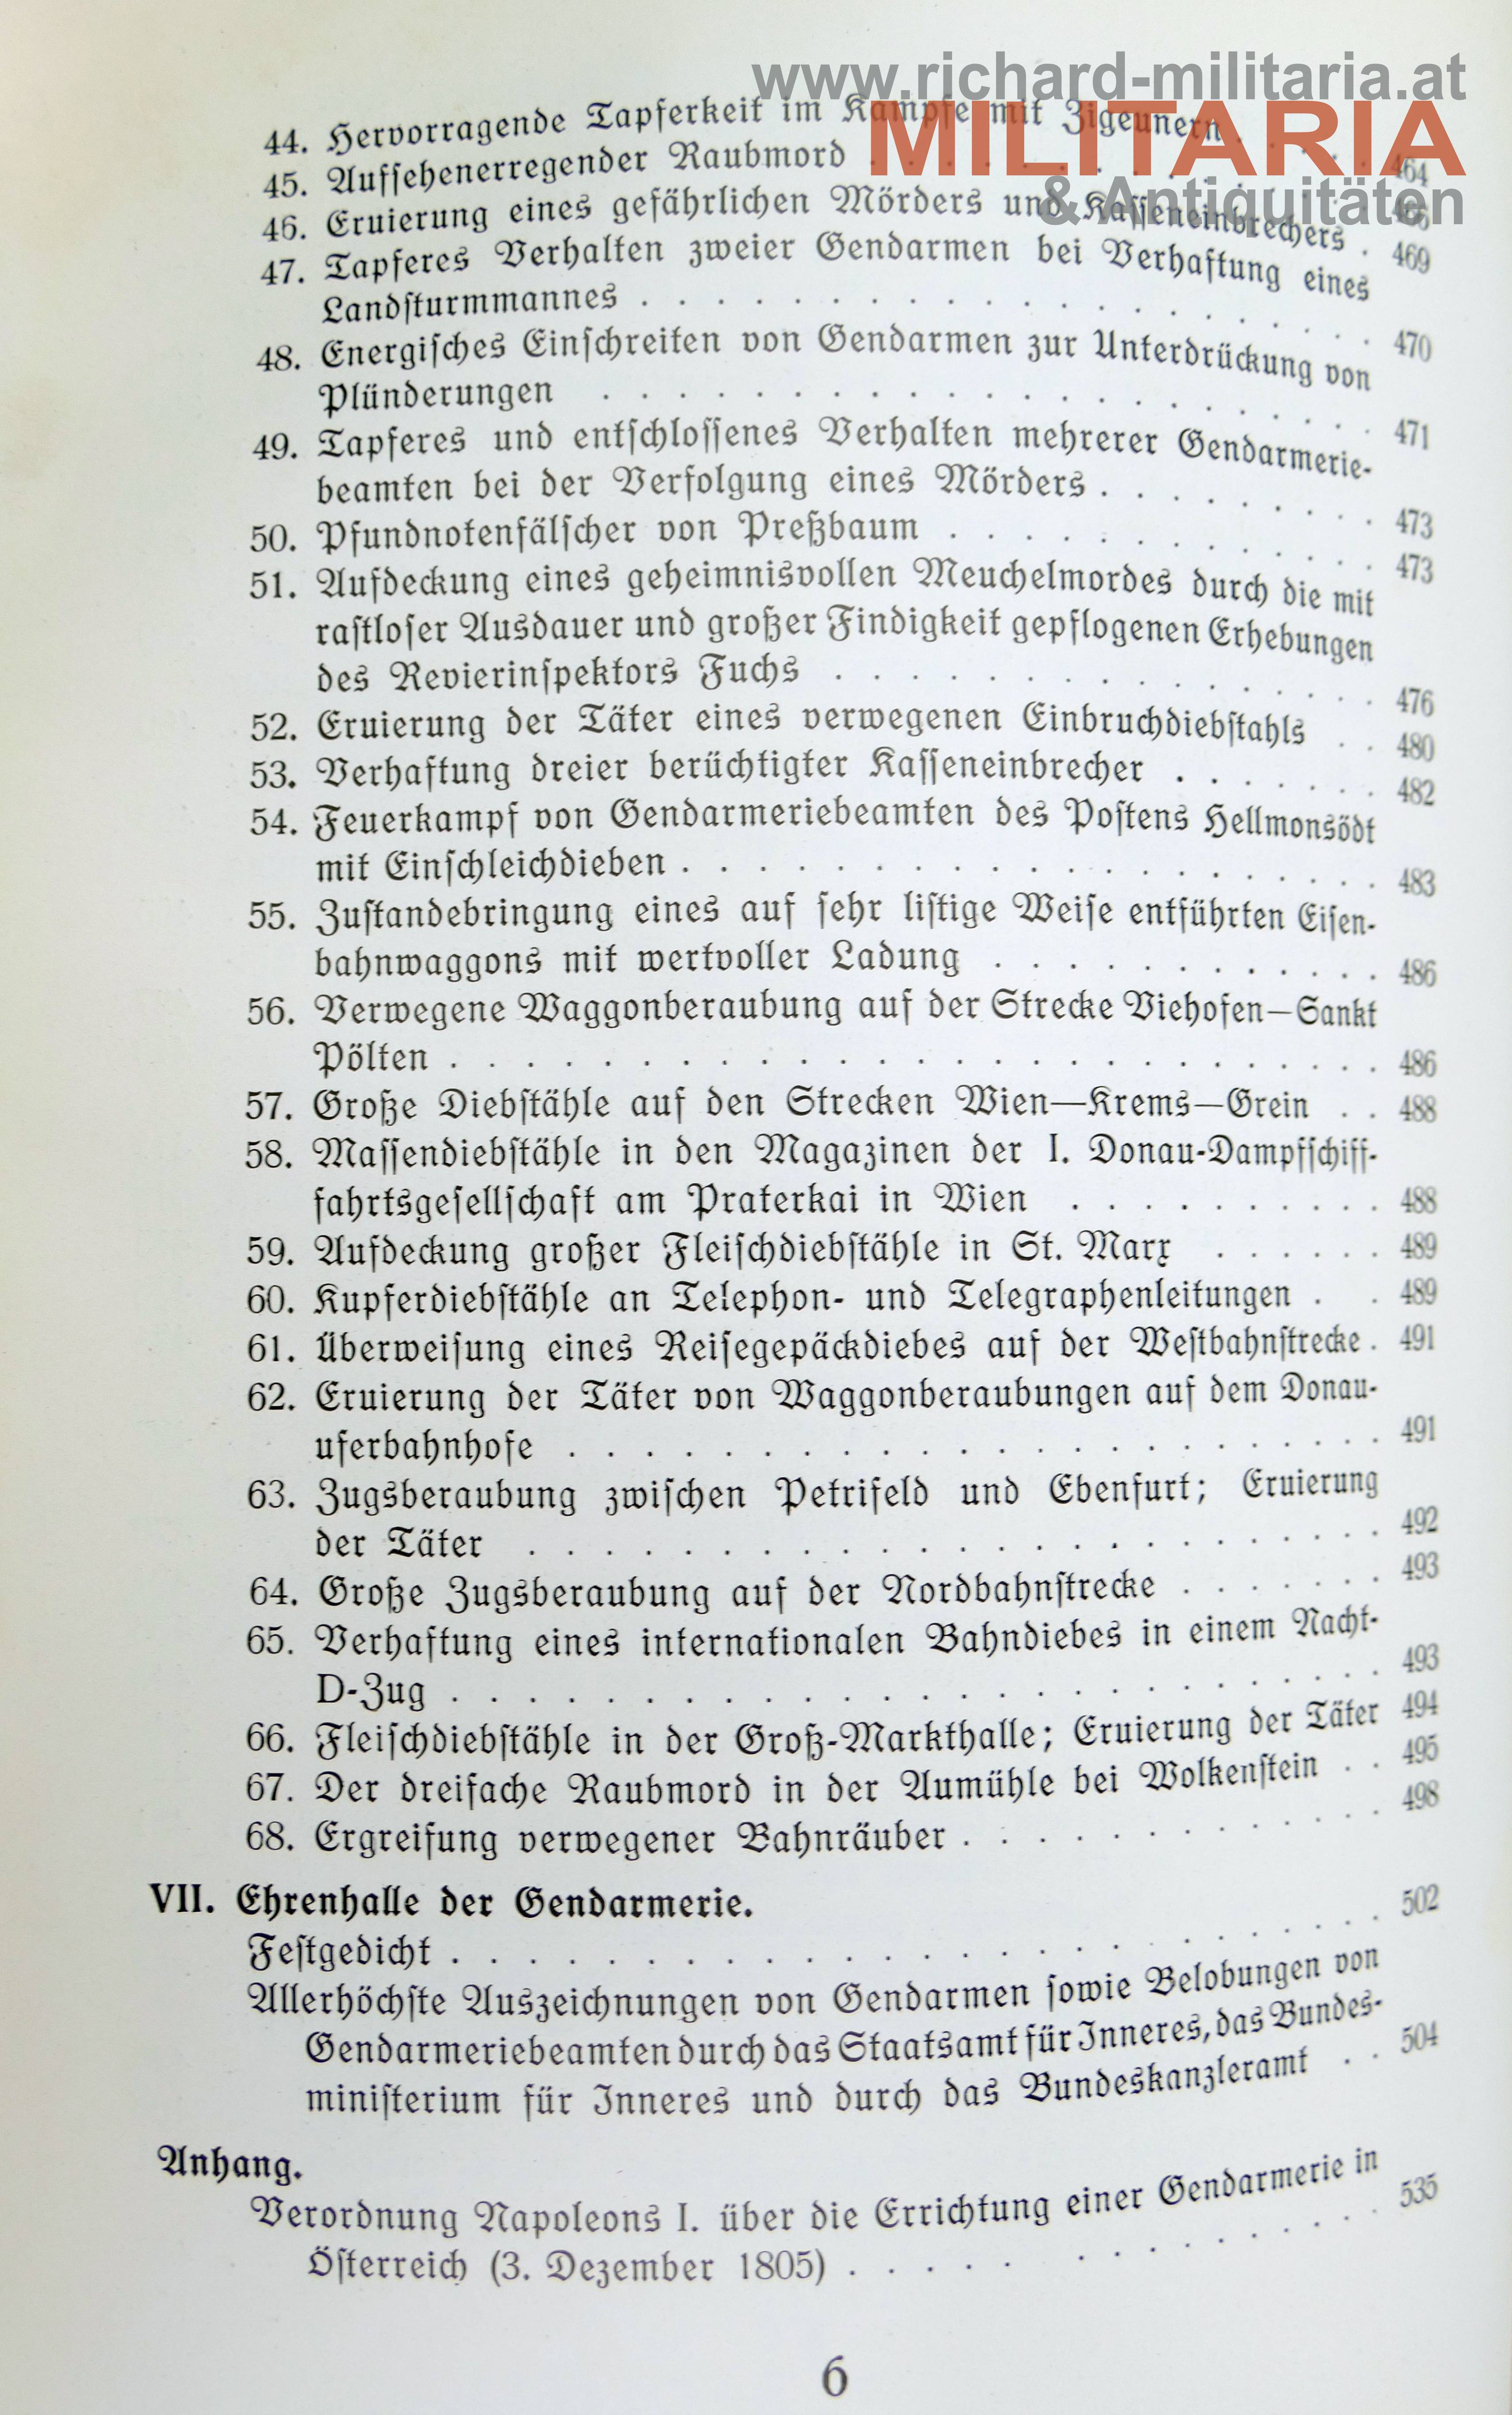 www.richard-militaria.at
MILITARIA
& Antiquitäten
44. Hervorragende Tapferkeit im Kampfe mit Zigeunern . . . . 464
45. Aufsehenerregender Raubmord . . . . . . . . . . .
46. Eruierung eines gefährlichen Mörders und Kasseneinbrechers . 469
47. Tapferes Verhalten zweier Gendarmen bei Verhaftung eines
Landsturmmannes . . . . . . . . . . . . . . . 470
48. Energisches Einschreiten von Gendarmen zur Unterdrückung von
Plünderungen . . . . . . . . . . . . . . . . 471
49. Tapferes und entschlossenes Verhalten mehrerer Gendarmerie-
beamten bei der Verfolgung eines Mörders . . . . . . . . 473
50. Pfundnotenfälscher von Preßbaum . . . . . . . . . . . 473
51. Aufdeckung eines geheimnisvollen Meuchelmordes durch die mit
rastloser Ausdauer und großer Findigkeit gepflogenen Erhebungen
des Revierinspektors Fuchs . . . . . . . . . . . . . 476
52. Eruierung der Täter eines verwegenen Einbruchdiebstahls . . 480
53. Verhaftung dreier berüchtigter Kasseneinbrecher . . . . . . 482
54. Feuerkampf von Gendarmeriebeamten des Postens Hellmonsödt
mit Einschleichdieben . . . . . . . . . . . . . . . 483
55. Zustandebringung eines auf sehr listige Weise entführten Eisen-
bahnwaggons mit wertvoller Ladung . . . . . . . . . . . 486
56. Verwegene Waggonberaubung auf der Strecke Viehofen—Sankt
Pölten . . . . . . . . . . . . . . . . . . . . 486
57. Große Diebstähle auf den Strecken Wien—Krems—Grein . . 488
58. Massendiebstähle in den Magazinen der I. Donau-Dampfschiff-
fahrtsgesellschaft am Praterkai in Wien . . . . . . . . . 488
59. Aufdeckung großer Fleischdiebstähle in St. Marx . . . . . . 489
60. Kupferdiebstähle an Telephon- und Telegraphenleitungen . . 489
61. Überweisung eines Reisegepäckdiebes auf der Westbahnstrecke . 491
62. Eruierung der Täter von Waggonberaubungen auf dem Donau-
uferbahnhofe . . . . . . . . . . . . . . . . . 491
63. Zugsberaubung zwischen Petrifeld und Ebenfurt; Eruierung
der Täter . . . . . . . . . . . . . . . . . . 492
64. Große Zugsberaubung auf der Nordbahnstrecke . . . . . . 493
65. Verhaftung eines internationalen Bahndiebes in einem Nacht-
D-Zug . . . . . . . . . . . . . . . . . . . . 493
66. Fleischdiebstähle in der Groß-Markthalle; Eruierung der Täter 494
67. Der dreifache Raubmord in der Aumühle bei Wolkenstein . . 495
68. Ergreifung verwegener Bahnräuber . . . . . . . . . . . 498
VII. Ehrenhalle der Gendarmerie.
Festgedicht . . . . . . . . . . . . . . . . . . . 502
Allerhöchste Auszeichnungen von Gendarmen sowie Belobungen von
Gendarmeriebeamten durch das Staatsamt für Inneres, das Bundes-
ministerium für Inneres und durch das Bundeskanzleramt . . 504
Anhang.
Verordnung Napoleons I. über die Errichtung einer Gendarmerie in
Österreich (3. Dezember 1805) . . . . . . . . . . . . 535
6